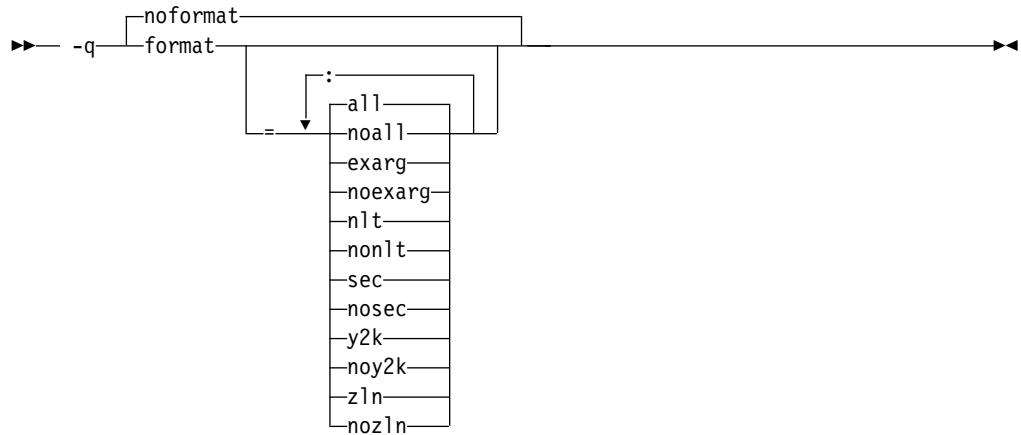 noformat
-q format
:
all
= noall
exarg
noexarg
nlt
nonlt
sec
nosec
y2k
noy2k
zln
nozln